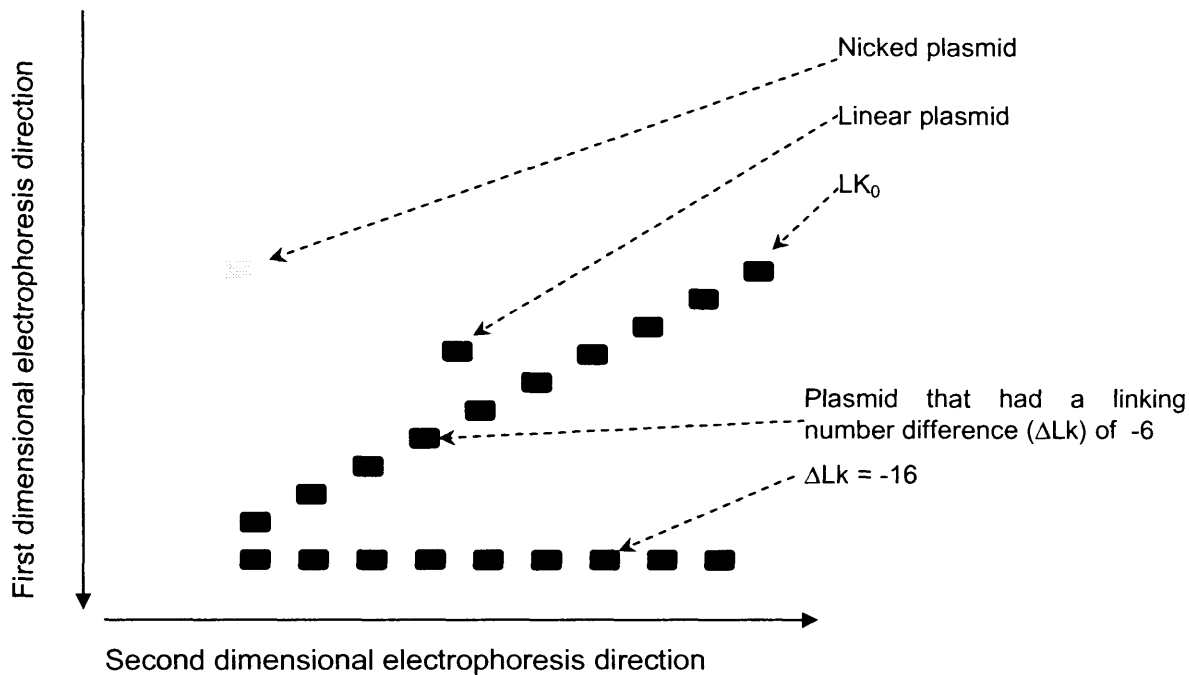 Nicked plasmid
Linear plasmid
LK₀
Plasmid that had a linking
number difference (ΔLk) of -6
ΔLk = -16
First dimensional electrophoresis direction
Second dimensional electrophoresis direction